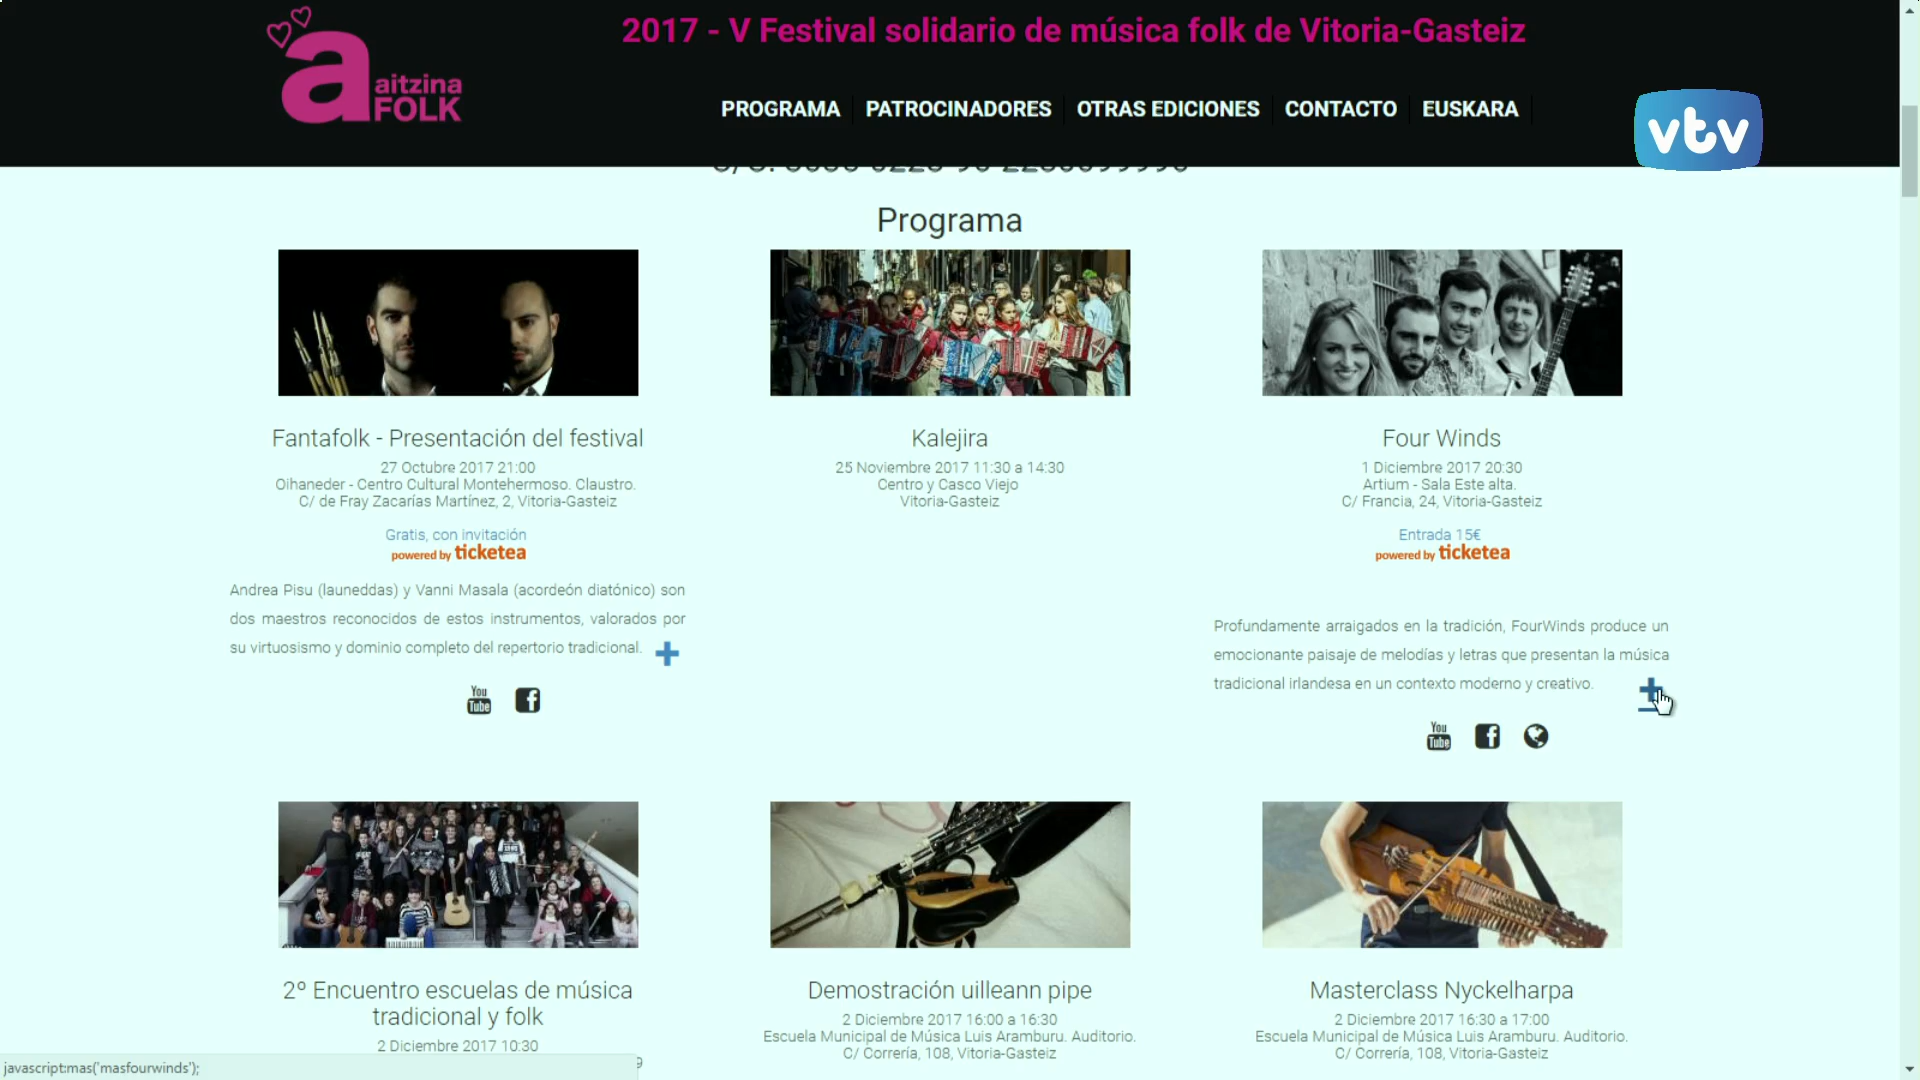 2017 - V Festival solidario de música folk de Vitoria-Gasteiz
a aitzina
FOLK
PROGRAMA PATROCINADORES OTRAS EDICIONES CONTACTO EUSKARA
vtv
Programa
Fantafolk - Presentación del festival
27 Octubre 2017 21:00
Oihaneder - Centro Cultural Montehermoso. Claustro.
C/ de Fray Zacarías Martínez, 2, Vitoria-Gasteiz
Gratis, con invitación
powered by ticketea
Andrea Pisu (launeddas) y Vanni Masala (acordeón diatónico) son
dos maestros reconocidos de estos instrumentos, valorados por
su virtuosismo y dominio completo del repertorio tradicional.
You
Tube
Kalejira
25 Noviembre 2017 11:30 a 14:30
Centro y Casco Viejo
Vitoria-Gasteiz
Four Winds
1 Diciembre 2017 20:30
Artium - Sala Este alta.
C/ Francia, 24, Vitoria-Gasteiz
Entrada 15€
powered by ticketea
Profundamente arraigados en la tradición, FourWinds produce un
emocionante paisaje de melodías y letras que presentan la música
tradicional irlandesa en un contexto moderno y creativo.
You
Tube
2º Encuentro escuelas de música
tradicional y folk
2 Diciembre 2017 10:30
Demostración uilleann pipe
2 Diciembre 2017 16:00 a 16:30
Escuela Municipal de Música Luis Aramburu. Auditorio.
C/ Correría, 108, Vitoria-Gasteiz
Masterclass Nyckelharpa
2 Diciembre 2017 16:30 a 17:00
Escuela Municipal de Música Luis Aramburu. Auditorio.
C/ Correría, 108, Vitoria-Gasteiz
javascript:mas('masfourwinds');